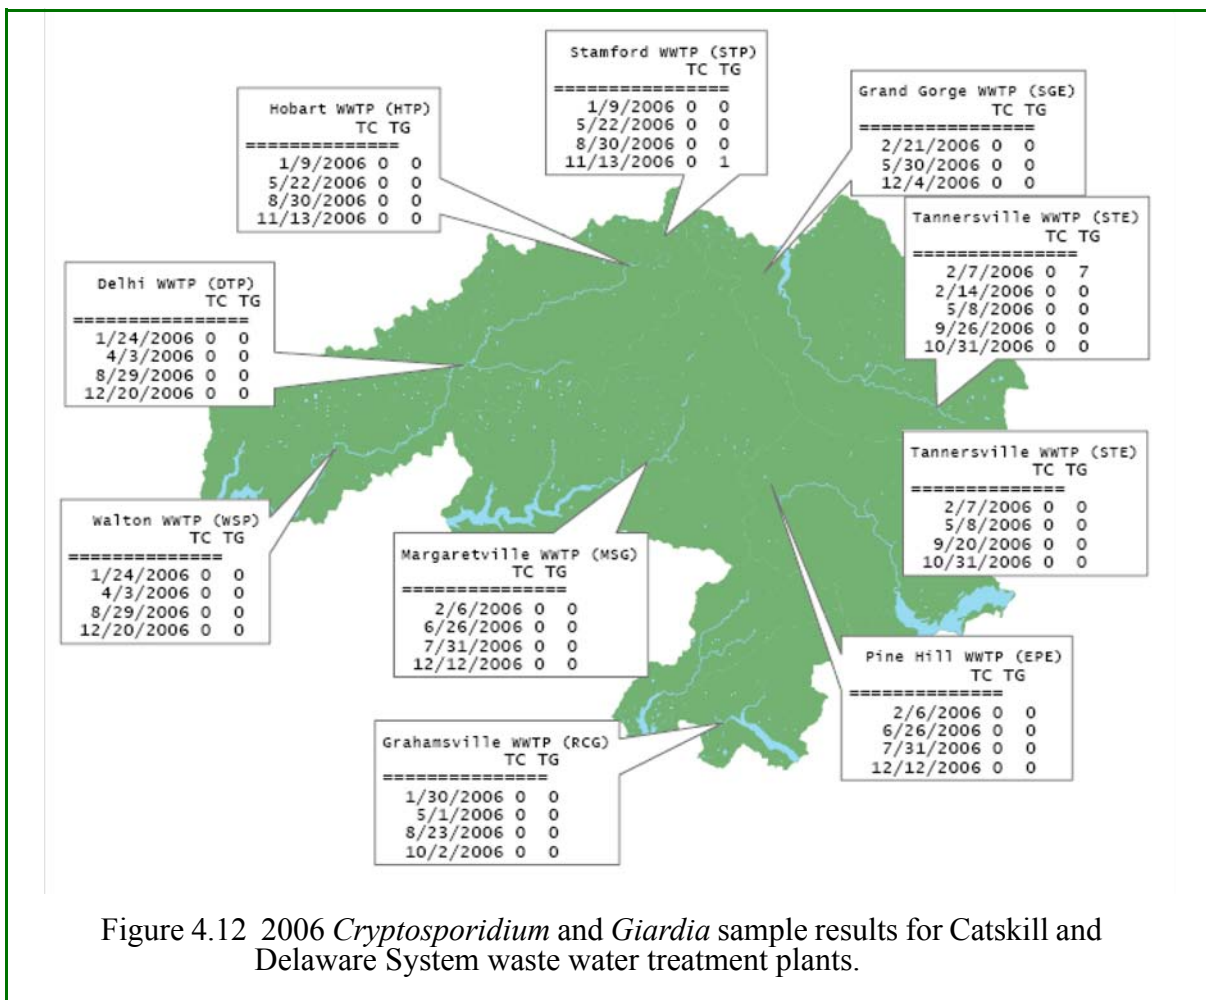 Stamford WWTP (STP)
TC TG
=================
1/9/2006 0 0
5/22/2006 0 0
8/30/2006 0 0
11/13/2006 0 1
Grand Gorge WWTP (SGE)
TC TG
=================
2/21/2006 0 0
5/30/2006 0 0
12/4/2006 0 0
Hobart WWTP (HTP)
TC TG
===============
1/9/2006 0 0
5/22/2006 0 0
8/30/2006 0 0
11/13/2006 0 0
Tannersville WWTP (STE)
TC TG
================
2/7/2006 0 7
2/14/2006 0 0
5/8/2006 0 0
9/26/2006 0 0
10/31/2006 0 0
Delhi WWTP (DTP)
TC TG
=================
1/24/2006 0 0
4/3/2006 0 0
8/29/2006 0 0
12/20/2006 0 0
Tannersville WWTP (STE)
TC TG
===============
2/7/2006 0 0
5/8/2006 0 0
9/20/2006 0 0
10/31/2006 0 0
Walton WWTP (WSP)
TC TG
===============
1/24/2006 0 0
4/3/2006 0 0
8/29/2006 0 0
12/20/2006 0 0
Margaretville WWTP (MSG)
TC TG
================
2/6/2006 0 0
6/26/2006 0 0
7/31/2006 0 0
12/12/2006 0 0
Pine Hill WWTP (EPE)
TC TG
===============
2/6/2006 0 0
6/26/2006 0 0
7/31/2006 0 0
12/12/2006 0 0
Grahamsville WWTP (RCG)
TC TG
================
1/30/2006 0 0
5/1/2006 0 0
8/23/2006 0 0
10/2/2006 0 0
Figure 4.12 2006 Cryptosporidium and Giardia sample results for Catskill and
Delaware System waste water treatment plants.